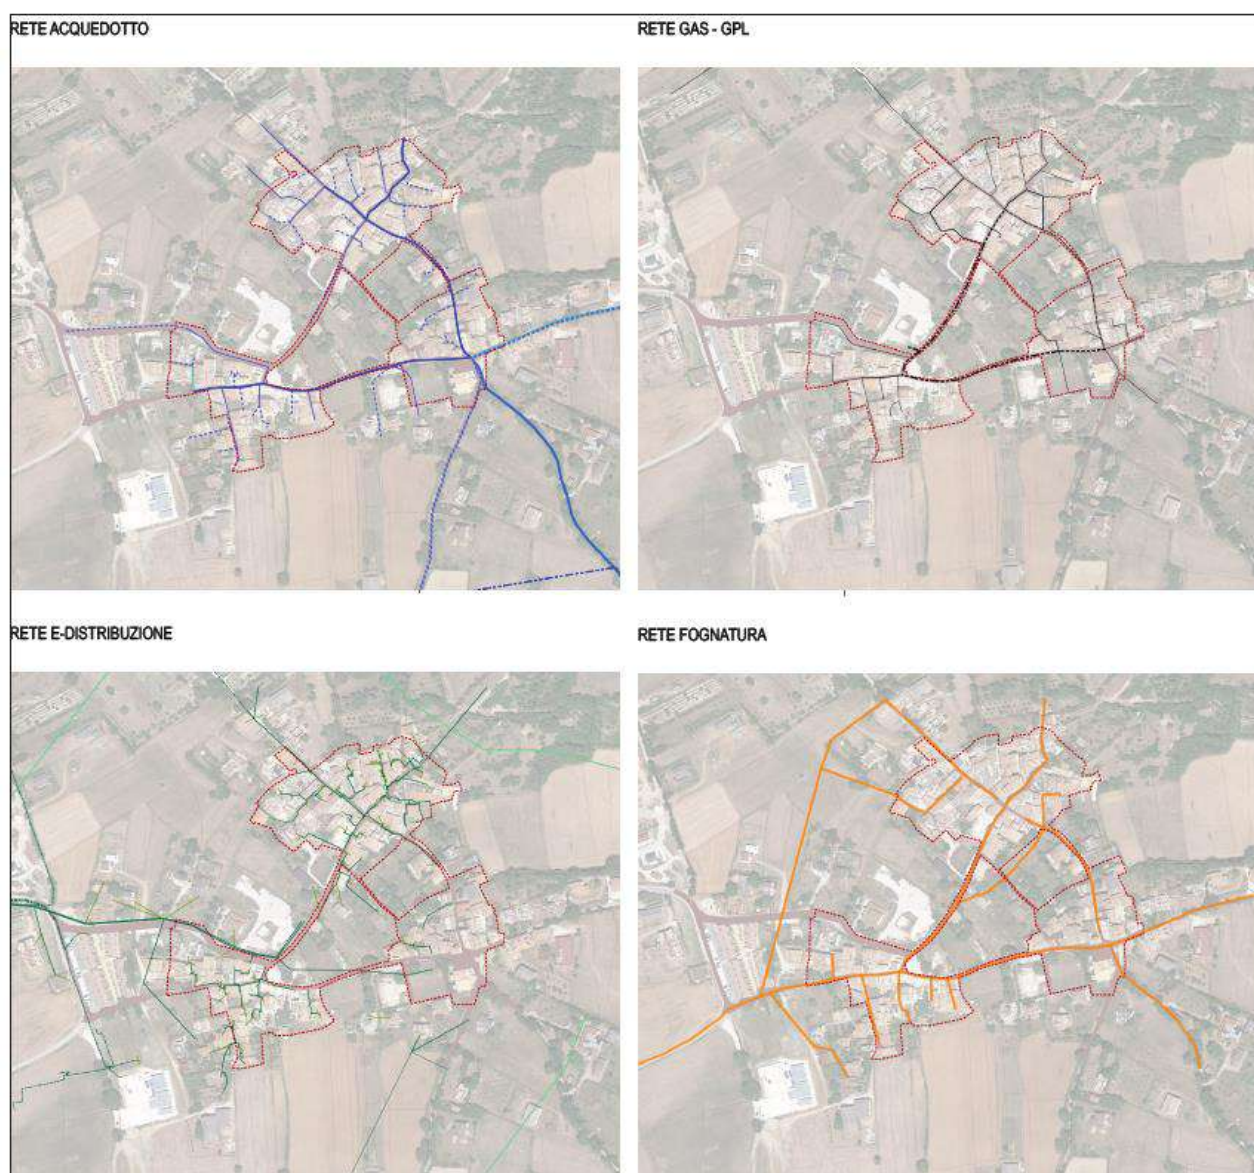 RETE ACQUEDOTTO
RETE GAS - GPL
RETE E-DISTRIBUZIONE
RETE FOGNATURA